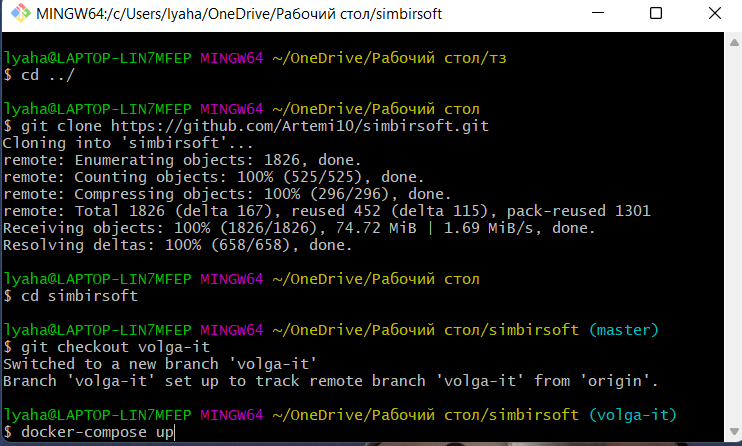 MINGW64:/c/Users/lyaha/OneDrive/Рабочий стол/simbirsoft
lyaha@LAPTOP-LIN7MFEP MINGW64 ~/OneDrive/Рабочий стол/тз
$ cd ../
lyaha@LAPTOP-LIN7MFEP MINGW64 ~/OneDrive/Рабочий стол
$ git clone https://github.com/Artemi10/simbirsoft.git
Cloning into 'simbirsoft'...
remote: Enumerating objects: 1826, done.
remote: Counting objects: 100% (525/525), done.
remote: Compressing objects: 100% (296/296), done.
remote: Total 1826 (delta 167), reused 452 (delta 115), pack-reused 1301
Receiving objects: 100% (1826/1826), 74.72 MiB | 1.69 MiB/s, done.
Resolving deltas: 100% (658/658), done.
lyaha@LAPTOP-LIN7MFEP MINGW64 ~/OneDrive/Рабочий стол
$ cd simbirsoft
lyaha@LAPTOP-LIN7MFEP MINGW64 ~/OneDrive/Рабочий стол/simbirsoft (master)
$ git checkout volga-it
Switched to a new branch 'volga-it'
Branch 'volga-it' set up to track remote branch 'volga-it' from 'origin'.
lyaha@LAPTOP-LIN7MFEP MINGW64 ~/OneDrive/Рабочий стол/simbirsoft (volga-it)
$ docker-compose up